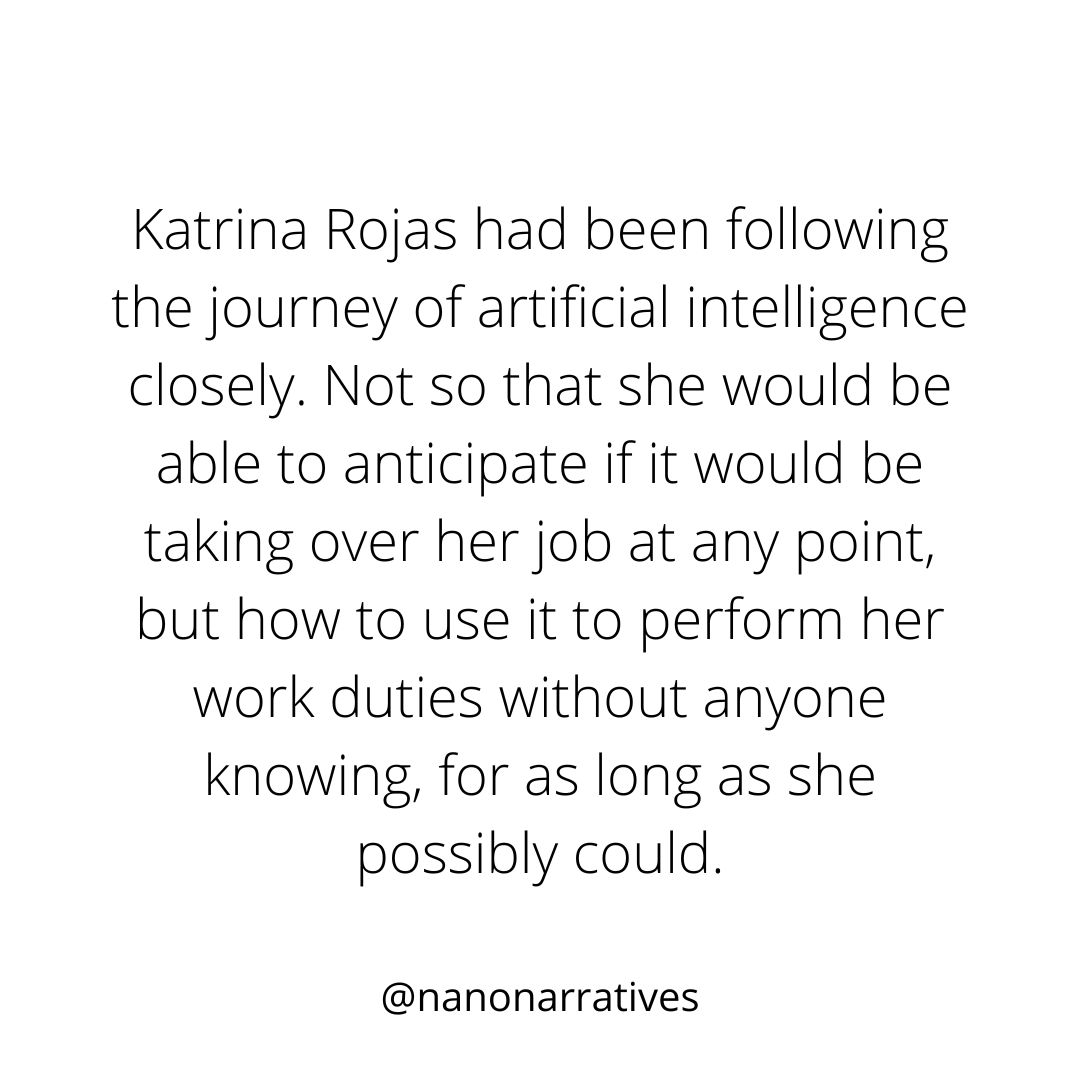 Katrina Rojas had been following
the journey of artificial intelligence
closely. Not so that she would be
able to anticipate if it would be
taking over her job at any point,
but how to use it to perform her
work duties without anyone
knowing, for as long as she
possibly could.
@nanonarratives